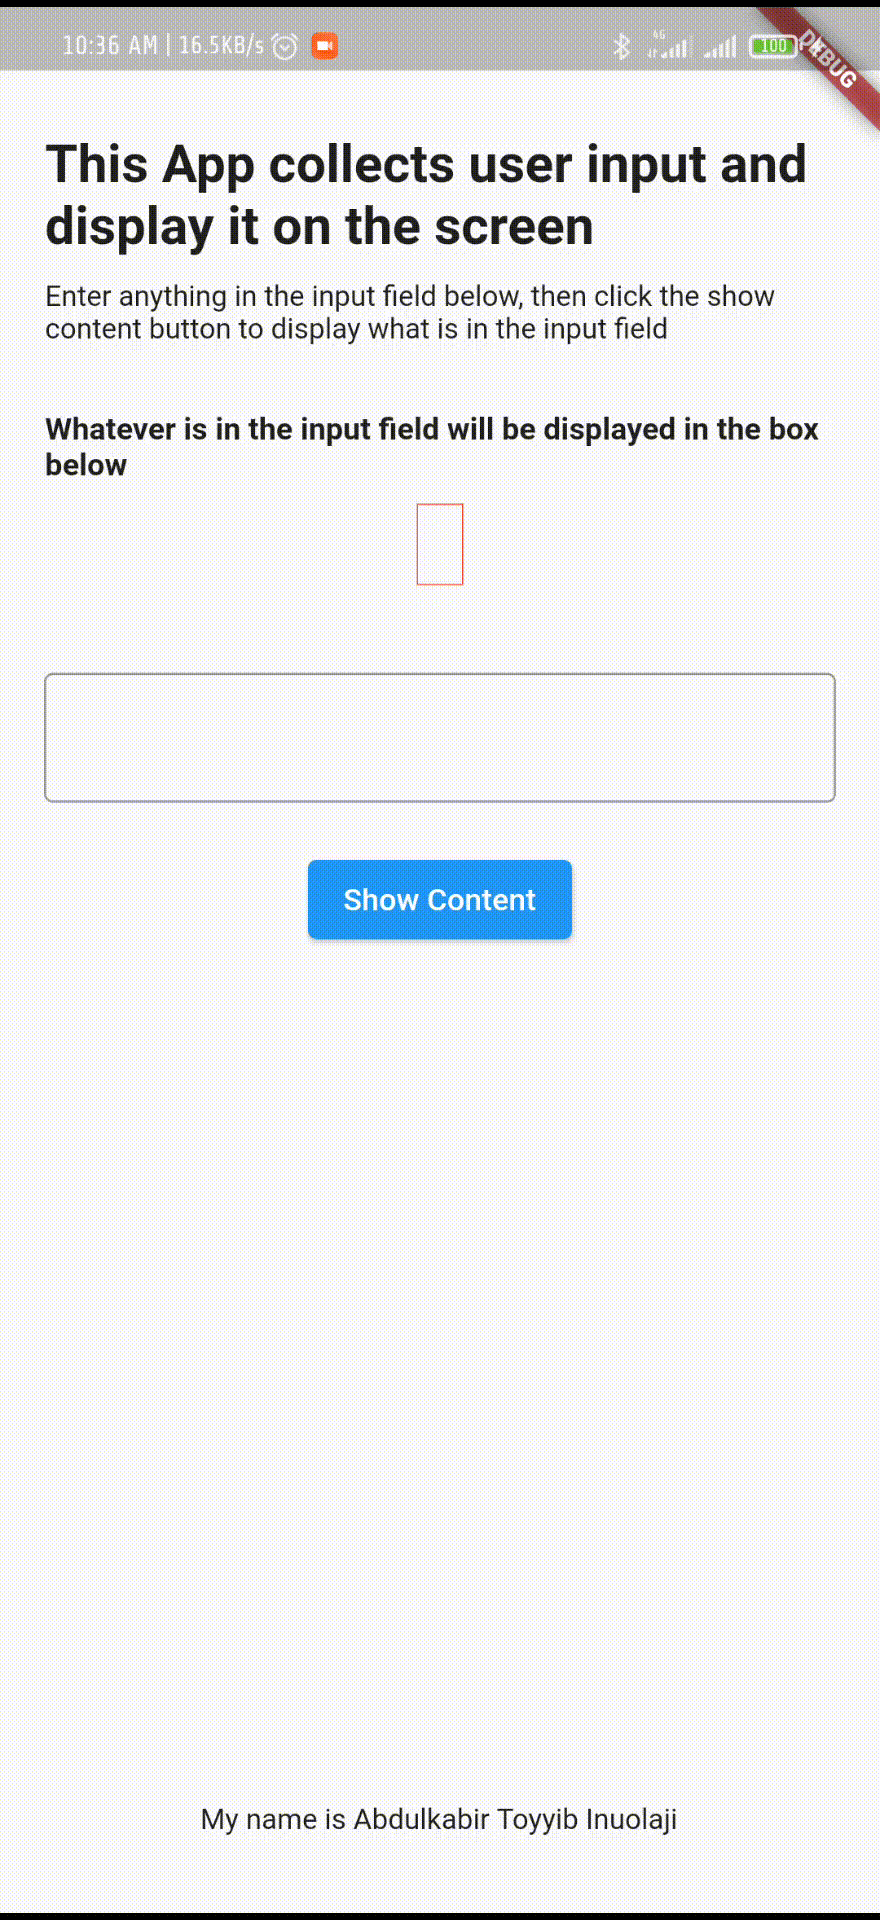 10:36 AM | 16.5KB/s 4G 100
DEBUG
This App collects user input and
display it on the screen
Enter anything in the input field below, then click the show
content button to display what is in the input field
Whatever is in the input field will be displayed in the box
below
Show Content
My name is Abdulkabir Toyyib Inuolaji